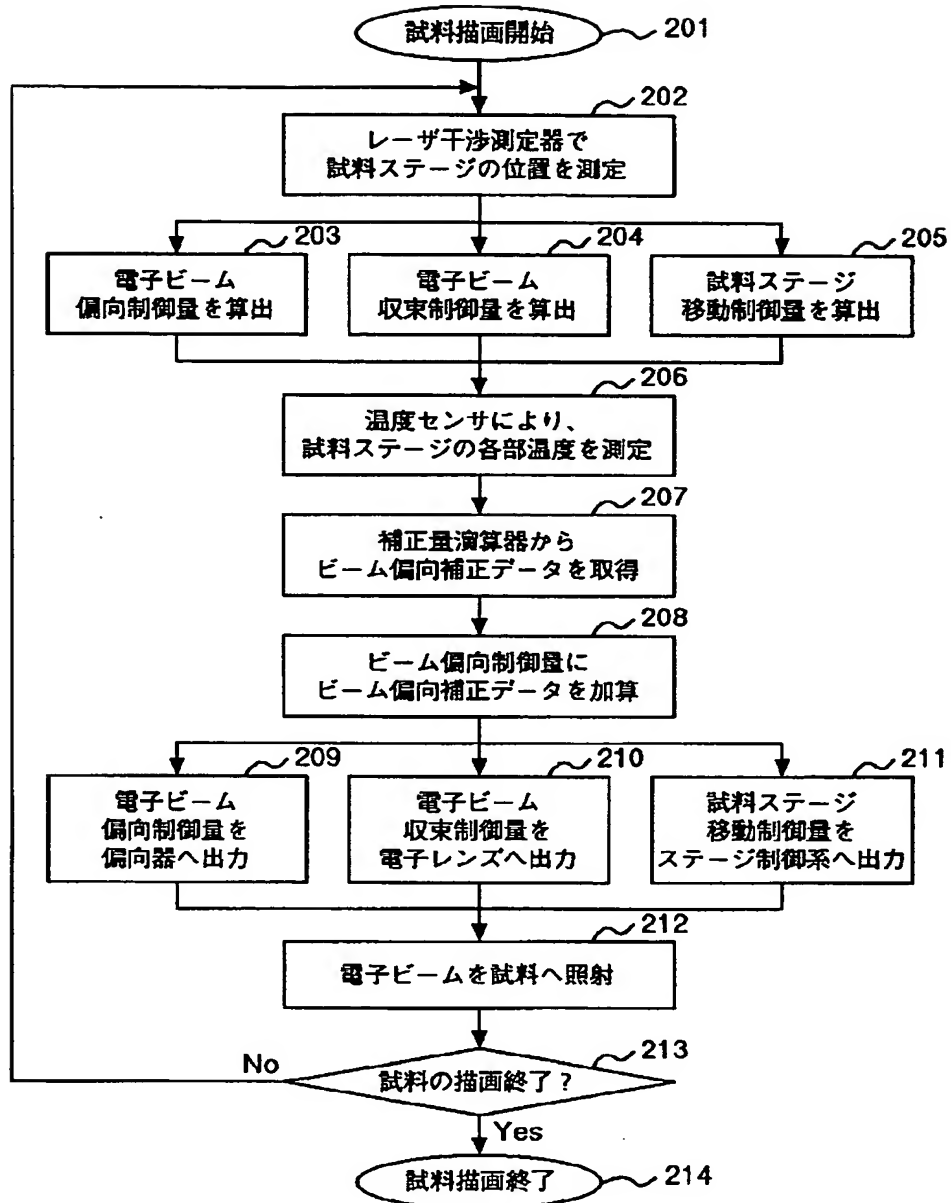 試料描画開始
201
202
レーザ干渉測定器で
試料ステージの位置を測定
203
電子ビーム
偏向制御量を算出
204
電子ビーム
収束制御量を算出
205
試料ステージ
移動制御量を算出
206
温度センサにより、
試料ステージの各部温度を測定
207
補正量演算器から
ビーム偏向補正データを取得
208
ビーム偏向制御量に
ビーム偏向補正データを加算
209
電子ビーム
偏向制御量を
偏向器へ出力
210
電子ビーム
収束制御量を
電子レンズへ出力
211
試料ステージ
移動制御量を
ステージ制御系へ出力
212
電子ビームを試料へ照射
213
試料の描画終了?
No
Yes
試料描画終了
214